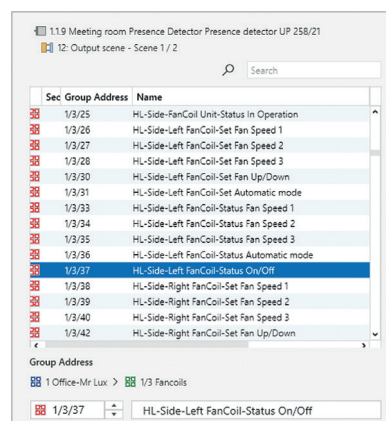 1.1.9 Meeting room Presence Detector Presence detector UP 258/21
12: Output scene - Scene 1 / 2
Search
Sec Group Address Name
1/3/25 HL-Side-FanCoil Unit-Status In Operation
1/3/26 HL-Side-Left FanCoil-Set Fan Speed 1
1/3/27 HL-Side-Left FanCoil-Set Fan Speed 2
1/3/28 HL-Side-Left FanCoil-Set Fan Speed 3
1/3/30 HL-Side-Left FanCoil-Set Fan Up/Down
1/3/31 HL-Side-Left FanCoil-Set Automatic mode
1/3/33 HL-Side-Left FanCoil-Status Fan Speed 1
1/3/34 HL-Side-Left FanCoil-Status Fan Speed 2
1/3/35 HL-Side-Left FanCoil-Status Fan Speed 3
1/3/36 HL-Side-Left FanCoil-Status Automatic mode
1/3/37 HL-Side-Left FanCoil-Status On/Off
1/3/38 HL-Side-Right FanCoil-Set Fan Speed 1
1/3/39 HL-Side-Right FanCoil-Set Fan Speed 2
1/3/40 HL-Side-Right FanCoil-Set Fan Speed 3
1/3/42 HL-Side-Right FanCoil-Set Fan Up/Down
Group Address
1 Office-Mr Lux > 1/3 Fancoils
1/3/37 HL-Side-Left FanCoil-Status On/Off